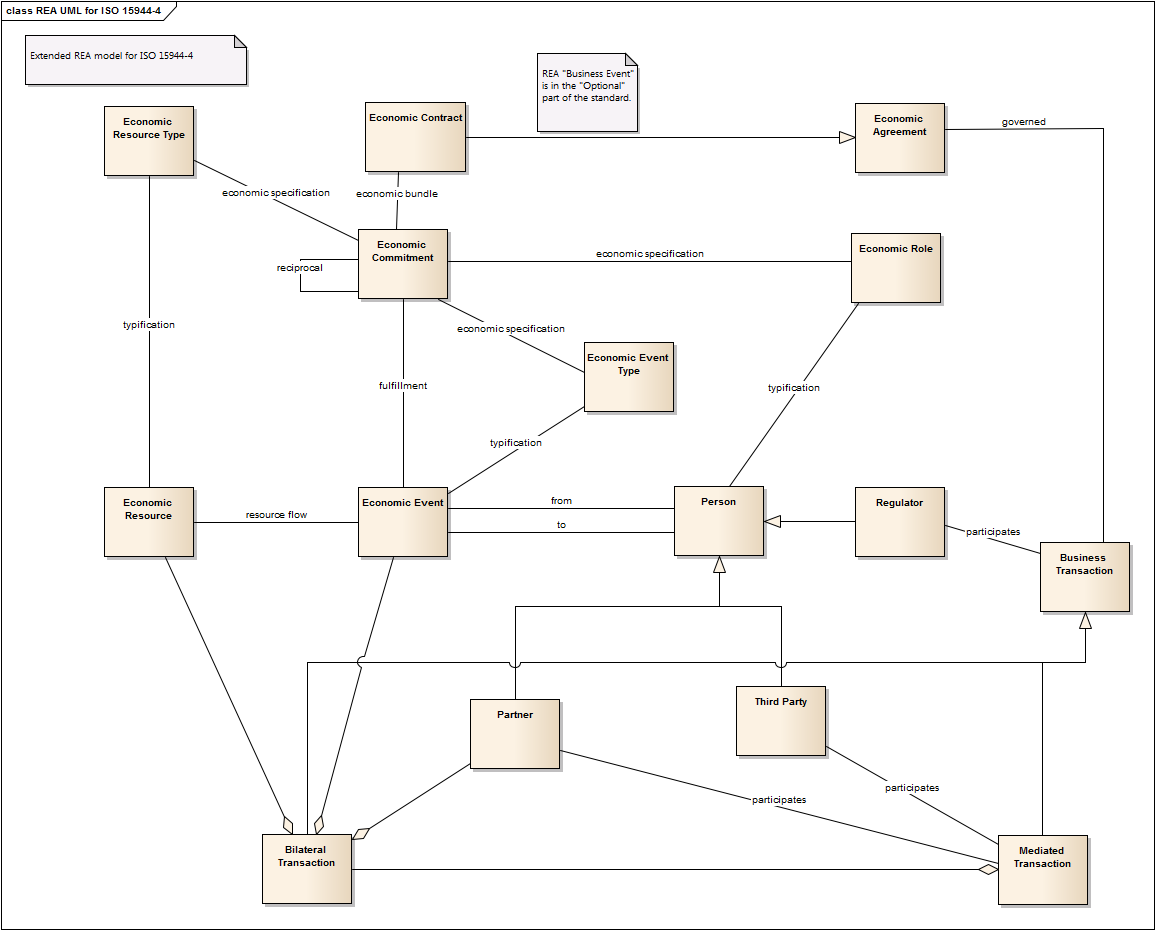 class REA UML for ISO 15944-4
Extended REA model for ISO 15944-4
REA "Business Event"
is in the "Optional"
part of the standard.
Economic
Resource Type
Economic Contract
Economic
Agreement
governed
economic specification
economic bundle
Economic
Commitment
reciprocal
economic specification
Economic Role
typification
economic specification
Economic Event
Type
fulfillment
typification
typification
Economic
Resource
resource flow
Economic Event
from
to
Person
Regulator
participates
Business
Transaction
Partner
Third Party
participates
participates
Bilateral
Transaction
Mediated
Transaction